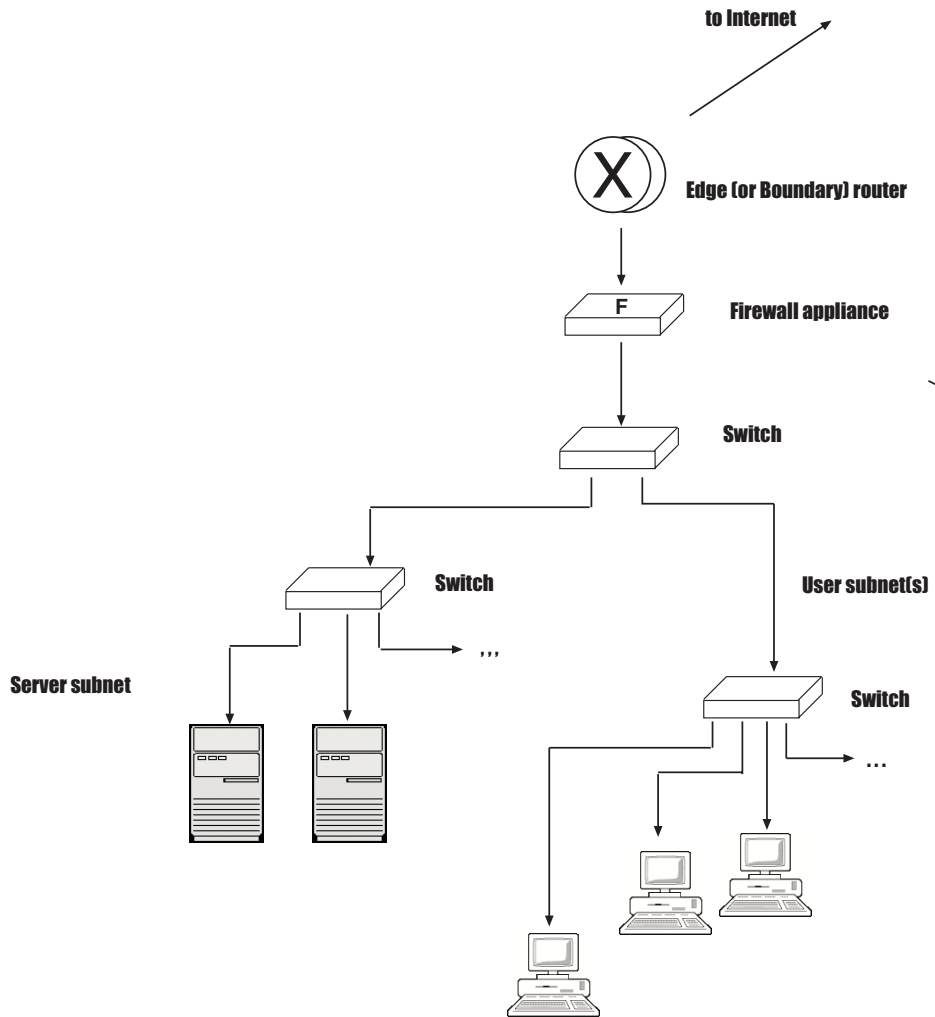 to Internet
X
Edge (or Boundary) router
F
Firewall appliance
Switch
Switch
User subnet(s)
,,,
Server subnet
Switch
...